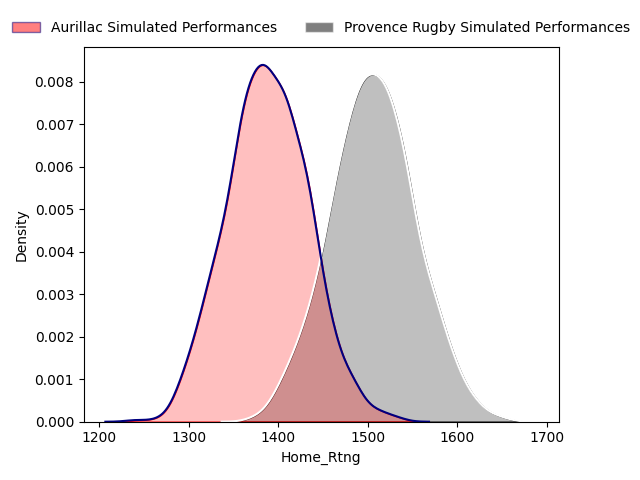 Aurillac Simulated Performances
Provence Rugby Simulated Performances
0.008
0.007
0.006
0.005
0.004
0.003
0.002
0.001
0.000
Density
1200 1300 1400 1500 1600 1700
Home_Rtng